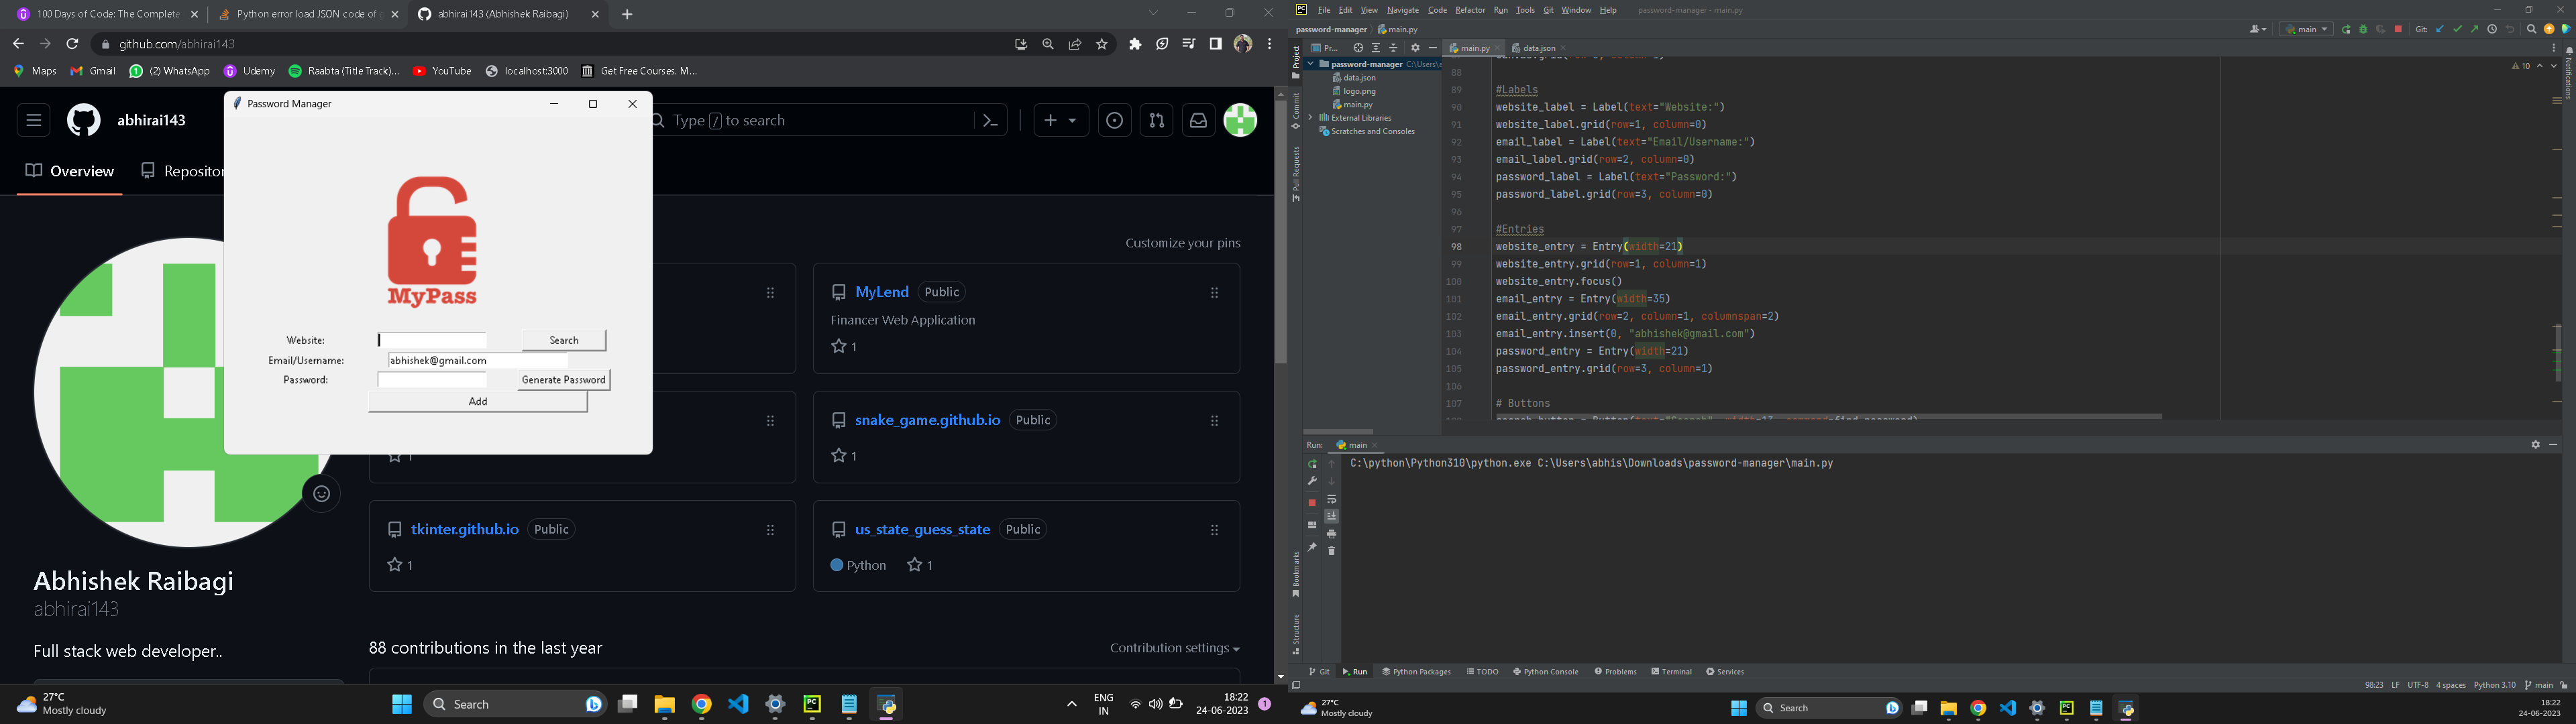 100 Days of Code: The Complete
Python error load JSON code of g
abhirai143 (Abhishek Raibagi)
github.com/abhirai143
Maps
Gmail
(2) WhatsApp
Udemy
Raabta (Title Track)...
YouTube
localhost:3000
Get Free Courses. M...
Password Manager
abhirai143
Type / to search
Overview
Repositor
Customize your pins
MyPass
Website:
Search
Email/Username:
abhishek@gmail.com
Password:
Generate Password
Add
MyLend
Public
Financer Web Application
1
1
snake_game.github.io
Public
1
tkinter.github.io
Public
1
us_state_guess_state
Public
Python
1
Abhishek Raibagi
abhirai143
Full stack web developer..
88 contributions in the last year
Contribution settings
27°C
Mostly cloudy
Search
ENG
IN
18:22
24-06-2023
1
File Edit View Navigate Code Refactor Run Tools Git Window Help
password-manager - main.py
password-manager
main.py
main
Git:
Pr...
main.py
data.json
Project
Commit
Pull Requests
Bookmarks
Structure
Notifications
password-manager C:\Users\a
data.json
logo.png
main.py
External Libraries
Scratches and Consoles
10
88
89 #Labels
90 website_label = Label(text="Website:")
91 website_label.grid(row=1, column=0)
92 email_label = Label(text="Email/Username:")
93 email_label.grid(row=2, column=0)
94 password_label = Label(text="Password:")
95 password_label.grid(row=3, column=0)
96
97 #Entries
98 website_entry = Entry(width=21)
99 website_entry.grid(row=1, column=1)
100 website_entry.focus()
101 email_entry = Entry(width=35)
102 email_entry.grid(row=2, column=1, columnspan=2)
103 email_entry.insert(0, "abhishek@gmail.com")
104 password_entry = Entry(width=21)
105 password_entry.grid(row=3, column=1)
106
107 # Buttons
Run:
main
C:\python\Python310\python.exe C:\Users\abhis\Downloads\password-manager\main.py
Git
Run
Python Packages
TODO
Python Console
Problems
Terminal
Services
98:23 LF UTF-8 4 spaces Python 3.10 main
27°C
Mostly cloudy
Search
18:22
24-06-2023